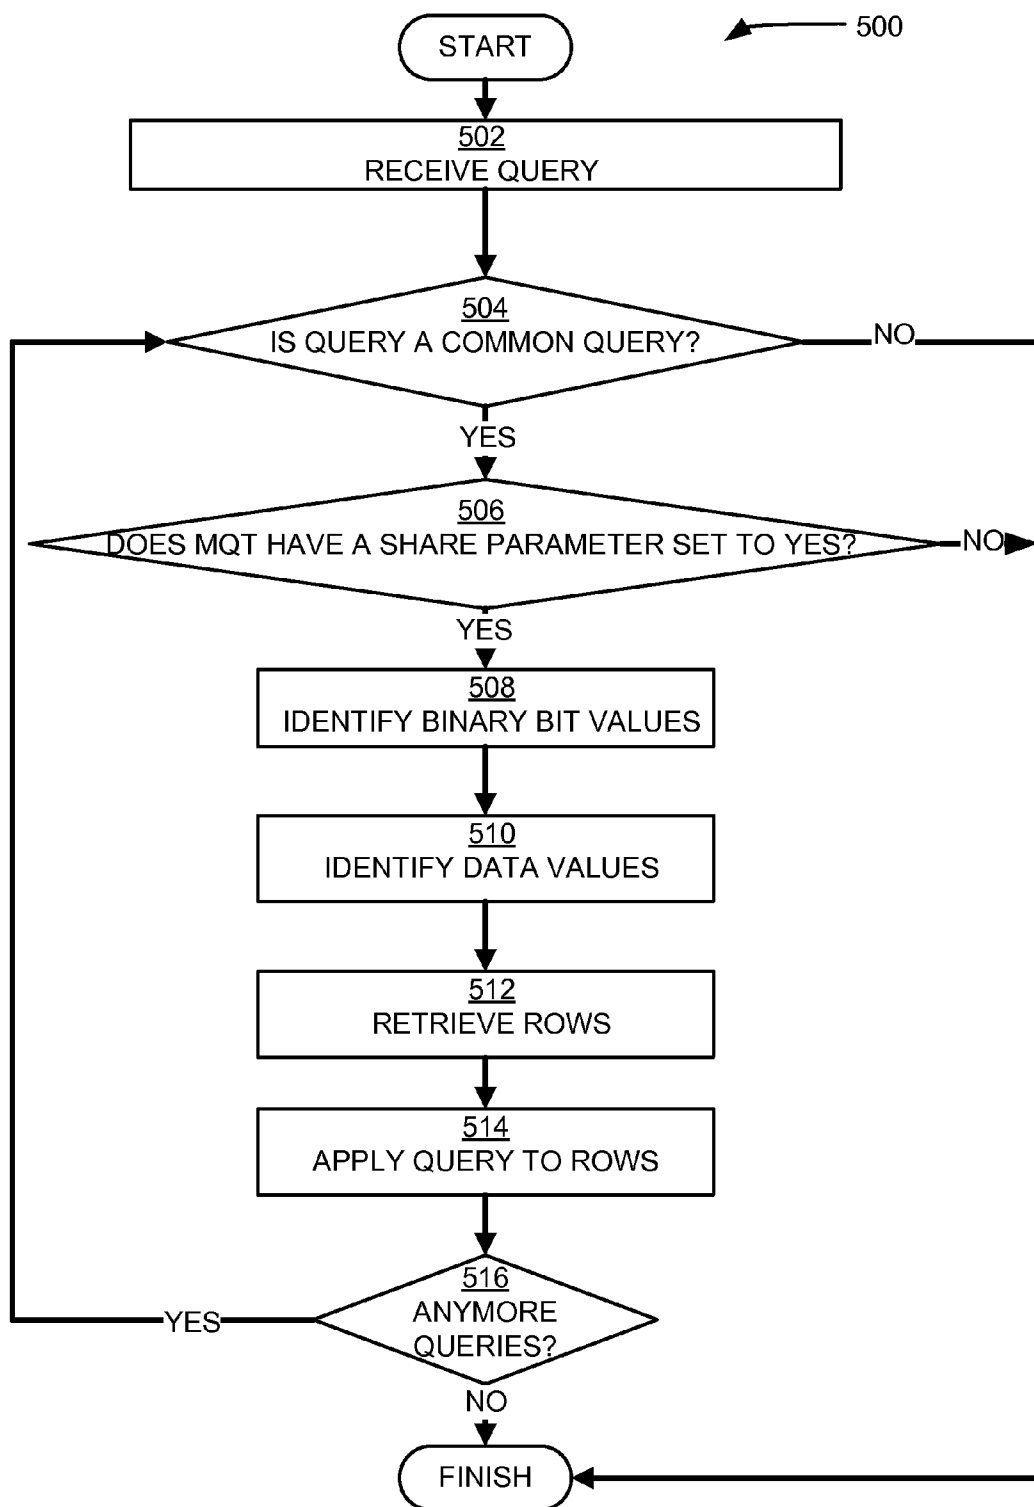 START
500
502
RECEIVE QUERY
504
IS QUERY A COMMON QUERY?
NO
YES
506
DOES MQT HAVE A SHARE PARAMETER SET TO YES?
NO
YES
508
IDENTIFY BINARY BIT VALUES
510
IDENTIFY DATA VALUES
512
RETRIEVE ROWS
514
APPLY QUERY TO ROWS
516
ANYMORE
QUERIES?
YES
NO
FINISH